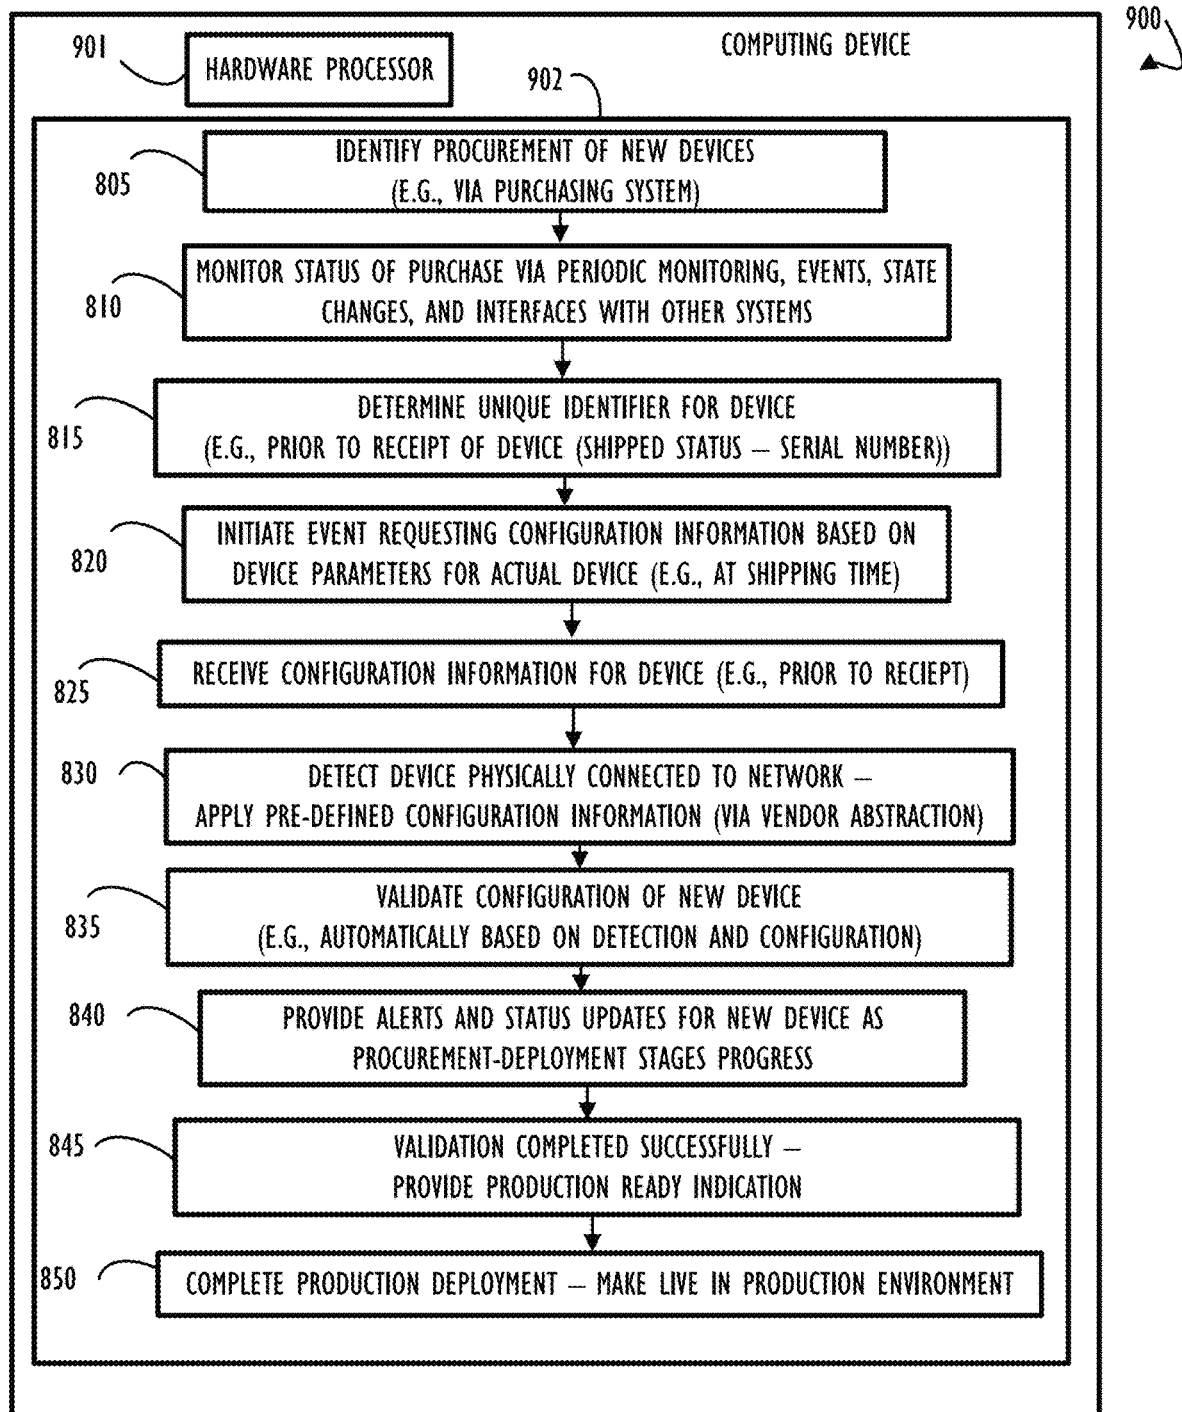 900
COMPUTING DEVICE
901
HARDWARE PROCESSOR
902
805
IDENTIFY PROCUREMENT OF NEW DEVICES
(E.G., VIA PURCHASING SYSTEM)
810
MONITOR STATUS OF PURCHASE VIA PERIODIC MONITORING, EVENTS, STATE
CHANGES, AND INTERFACES WITH OTHER SYSTEMS
815
DETERMINE UNIQUE IDENTIFIER FOR DEVICE
(E.G., PRIOR TO RECEIPT OF DEVICE (SHIPPED STATUS – SERIAL NUMBER))
820
INITIATE EVENT REQUESTING CONFIGURATION INFORMATION BASED ON
DEVICE PARAMETERS FOR ACTUAL DEVICE (E.G., AT SHIPPING TIME)
825
RECEIVE CONFIGURATION INFORMATION FOR DEVICE (E.G., PRIOR TO RECIEPT)
830
DETECT DEVICE PHYSICALLY CONNECTED TO NETWORK –
APPLY PRE-DEFINED CONFIGURATION INFORMATION (VIA VENDOR ABSTRACTION)
835
VALIDATE CONFIGURATION OF NEW DEVICE
(E.G., AUTOMATICALLY BASED ON DETECTION AND CONFIGURATION)
840
PROVIDE ALERTS AND STATUS UPDATES FOR NEW DEVICE AS
PROCUREMENT-DEPLOYMENT STAGES PROGRESS
845
VALIDATION COMPLETED SUCCESSFULLY –
PROVIDE PRODUCTION READY INDICATION
850
COMPLETE PRODUCTION DEPLOYMENT – MAKE LIVE IN PRODUCTION ENVIRONMENT